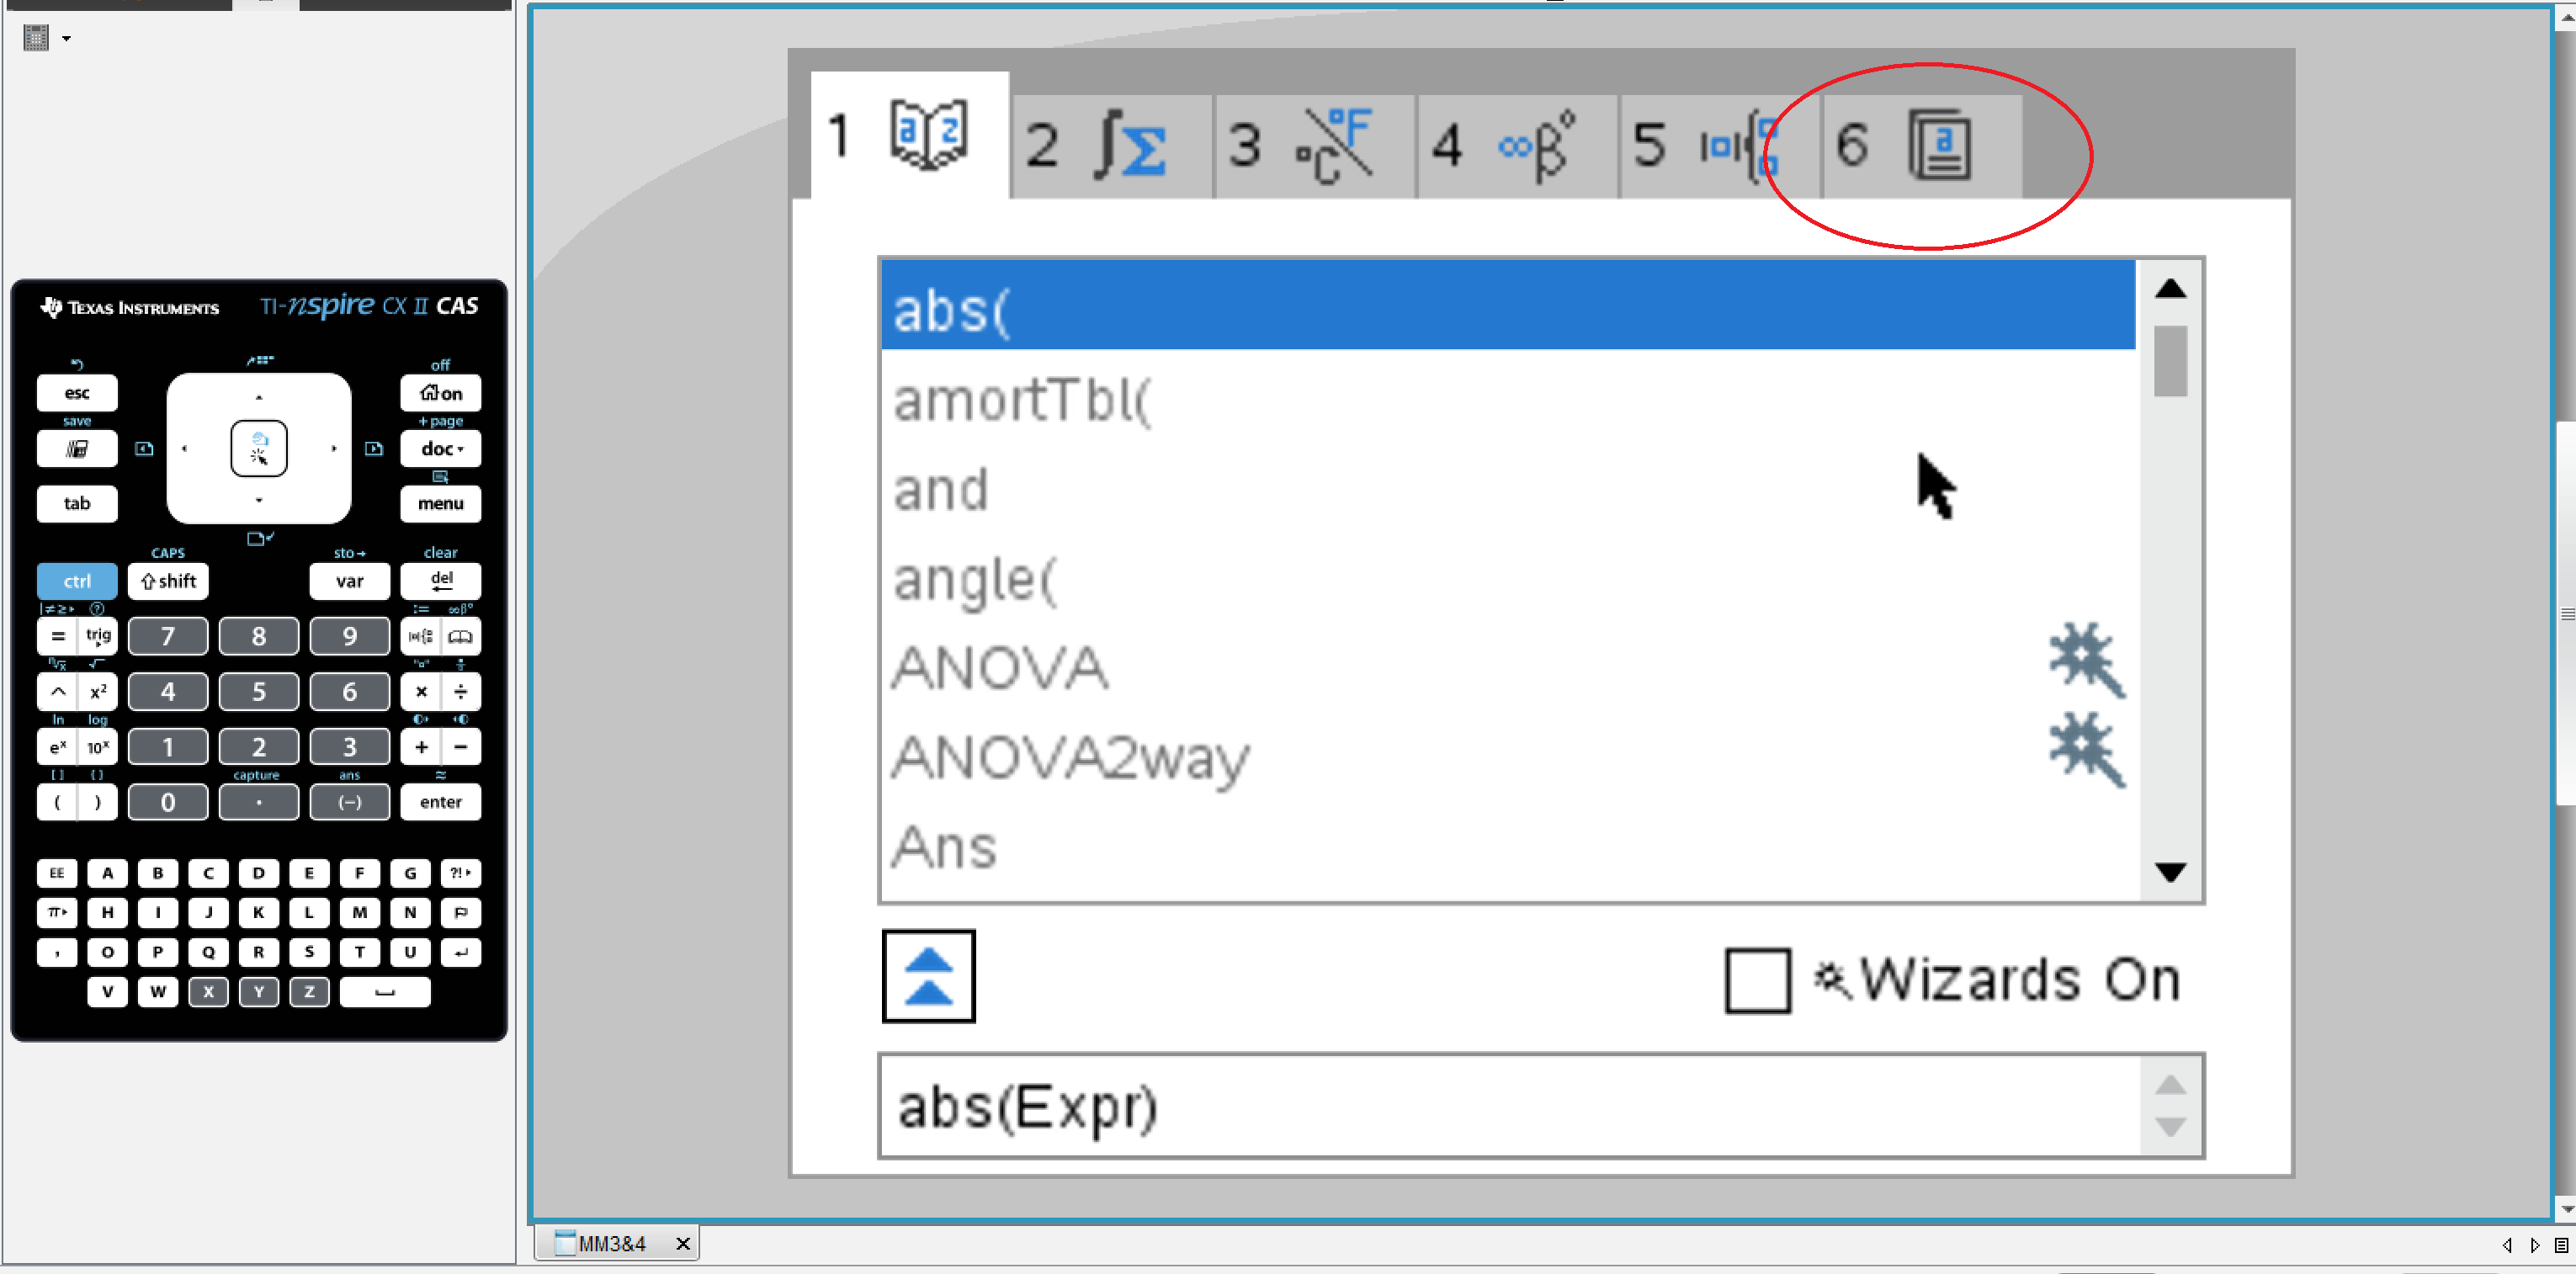 TEXAS INSTRUMENTS TI-nspire CX II CAS
off
esc on
save + page
doc
tab menu
CAPS sto→ clear
ctrl shift var del
|≠≥▸ ? := ∞β°
= trig 7 8 9
ⁿ√x √ "□"
^ x² 4 5 6 × ÷
ln log
eˣ 10ˣ 1 2 3 + −
[ ] { } capture ans ≈
( ) 0 . (−) enter
EE A B C D E F G ?!▸
π▸ H I J K L M N
, O P Q R S T U
V W X Y Z
1 a z 2 ∫Σ 3 °C °F 4 ∞β° 5 6 a
abs(
amortTbl(
and
angle(
ANOVA
ANOVA2way
Ans
Wizards On
abs(Expr)
MM3&4